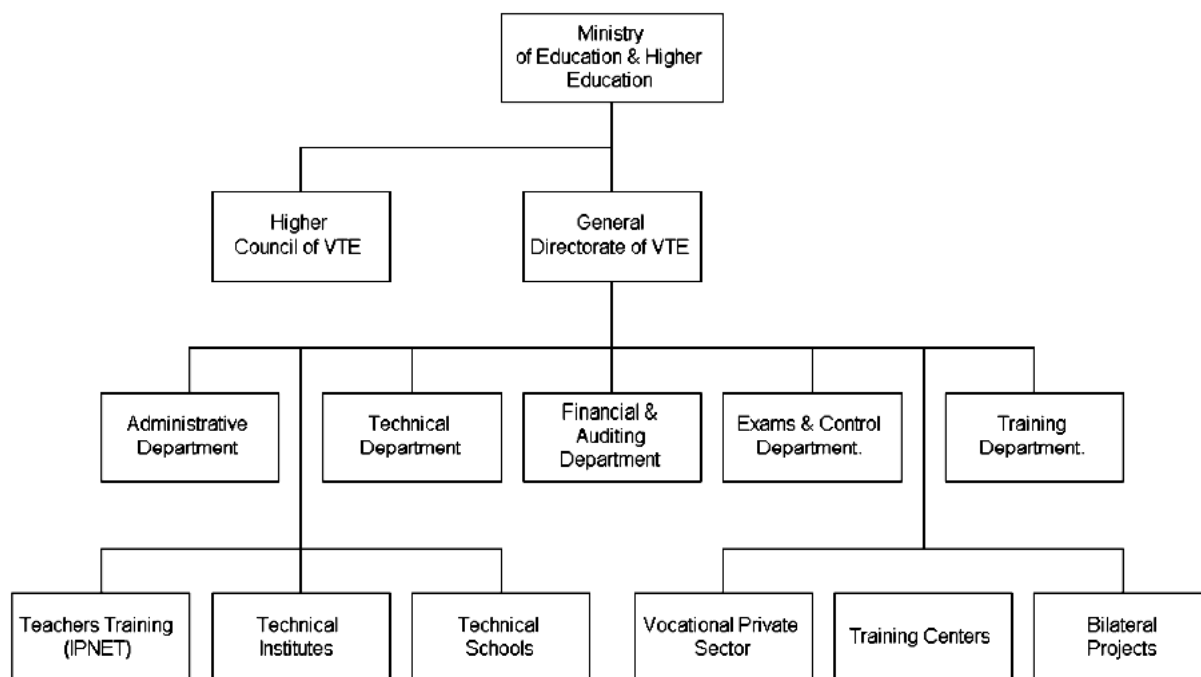 Ministry
of Education & Higher
Education
Higher
Council of VTE
General
Directorate of VTE
Administrative
Department
Technical
Department
Financial &
Auditing
Department
Exams & Control
Department.
Training
Department.
Teachers Training
(IPNET)
Technical
Institutes
Technical
Schools
Vocational Private
Sector
Training Centers
Bilateral
Projects